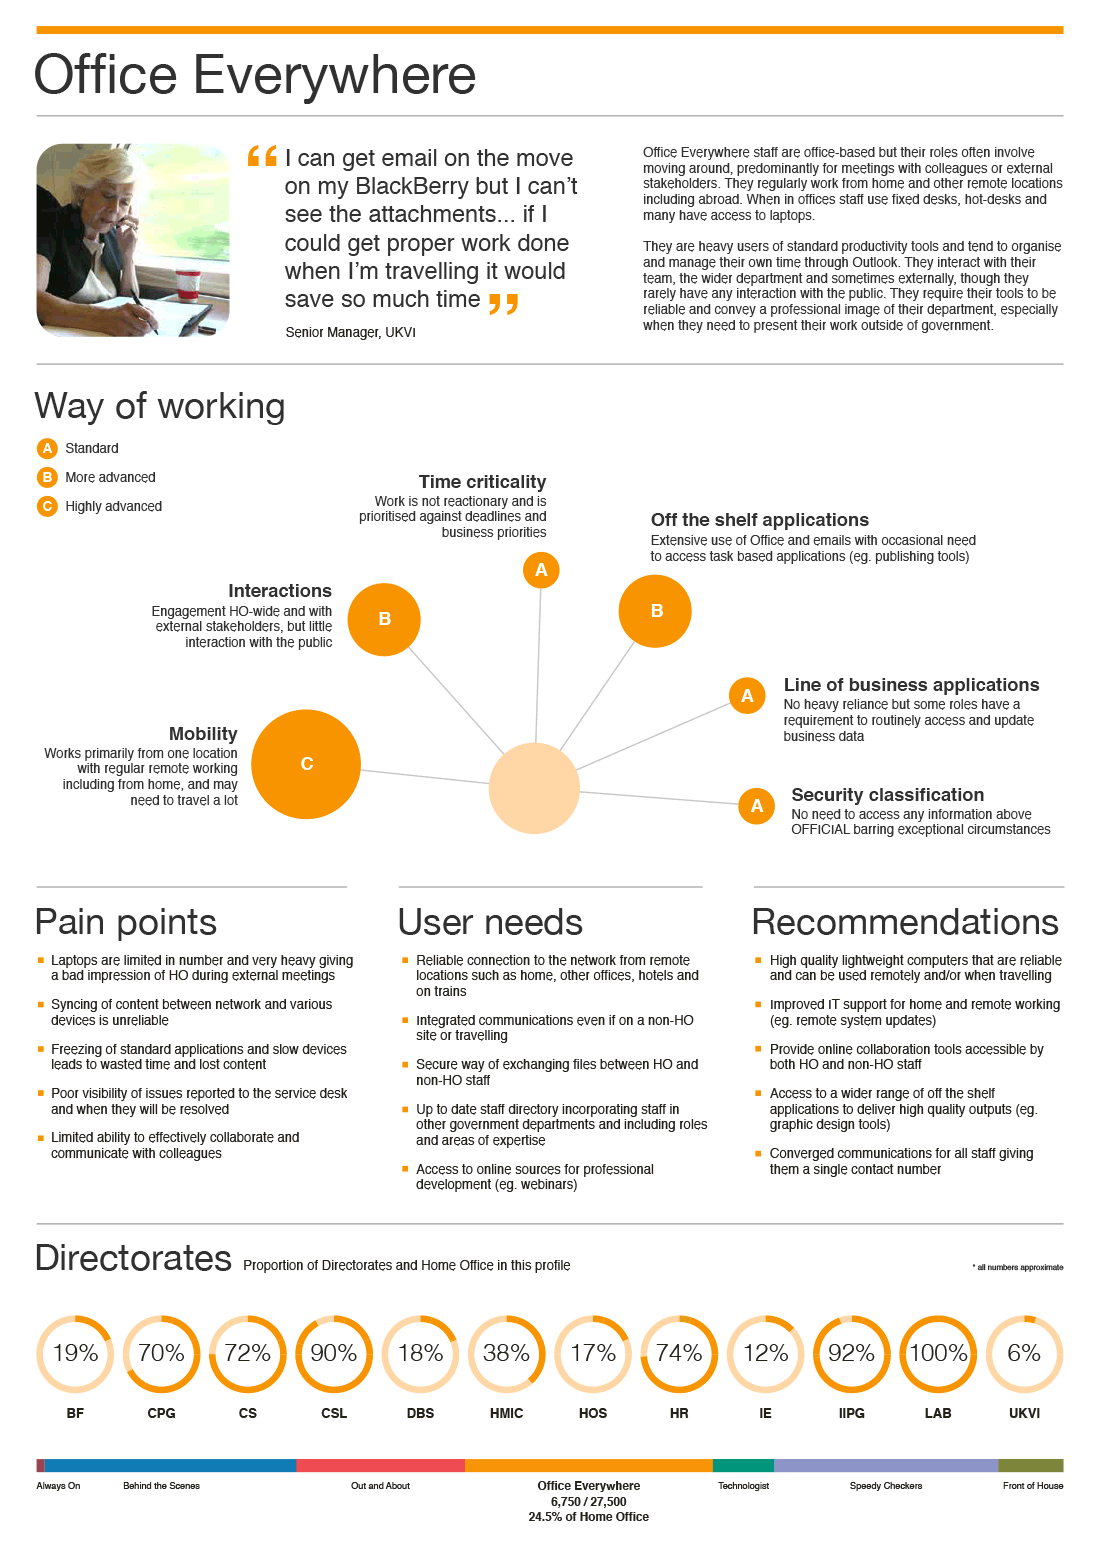 Office Everywhere
“ I can get email on the move
on my BlackBerry but I can’t
see the attachments... if I
could get proper work done
when I’m travelling it would
save so much time ”
Senior Manager, UKVI
Office Everywhere staff are office-based but their roles often involve
moving around, predominantly for meetings with colleagues or external
stakeholders. They regularly work from home and other remote locations
including abroad. When in offices staff use fixed desks, hot-desks and
many have access to laptops.
They are heavy users of standard productivity tools and tend to organise
and manage their own time through Outlook. They interact with their
team, the wider department and sometimes externally, though they
rarely have any interaction with the public. They require their tools to be
reliable and convey a professional image of their department, especially
when they need to present their work outside of government.
Way of working
A Standard
B More advanced
C Highly advanced
Time criticality
Work is not reactionary and is
prioritised against deadlines and
business priorities
A
Off the shelf applications
Extensive use of Office and emails with occasional need
to access task based applications (eg. publishing tools)
B
Interactions
Engagement HO-wide and with
external stakeholders, but little
interaction with the public
B
Line of business applications
No heavy reliance but some roles have a
requirement to routinely access and update
business data
A
Mobility
Works primarily from one location
with regular remote working
including from home, and may
need to travel a lot
C
Security classification
No need to access any information above
OFFICIAL barring exceptional circumstances
A
Pain points
Laptops are limited in number and very heavy giving
a bad impression of HO during external meetings
Syncing of content between network and various
devices is unreliable
Freezing of standard applications and slow devices
leads to wasted time and lost content
Poor visibility of issues reported to the service desk
and when they will be resolved
Limited ability to effectively collaborate and
communicate with colleagues
User needs
Reliable connection to the network from remote
locations such as home, other offices, hotels and
on trains
Integrated communications even if on a non-HO
site or travelling
Secure way of exchanging files between HO and
non-HO staff
Up to date staff directory incorporating staff in
other government departments and including roles
and areas of expertise
Access to online sources for professional
development (eg. webinars)
Recommendations
High quality lightweight computers that are reliable
and can be used remotely and/or when travelling
Improved IT support for home and remote working
(eg. remote system updates)
Provide online collaboration tools accessible by
both HO and non-HO staff
Access to a wider range of off the shelf
applications to deliver high quality outputs (eg.
graphic design tools)
Converged communications for all staff giving
them a single contact number
Directorates Proportion of Directorates and Home Office in this profile
* all numbers approximate
19% 70% 72% 90% 18% 38% 17% 74% 12% 92% 100% 6%
BF CPG CS CSL DBS HMIC HOS HR IE IIPG LAB UKVI
Always On Behind the Scenes Out and About Office Everywhere Technologist Speedy Checkers Front of House
6,750 / 27,500
24.5% of Home Office